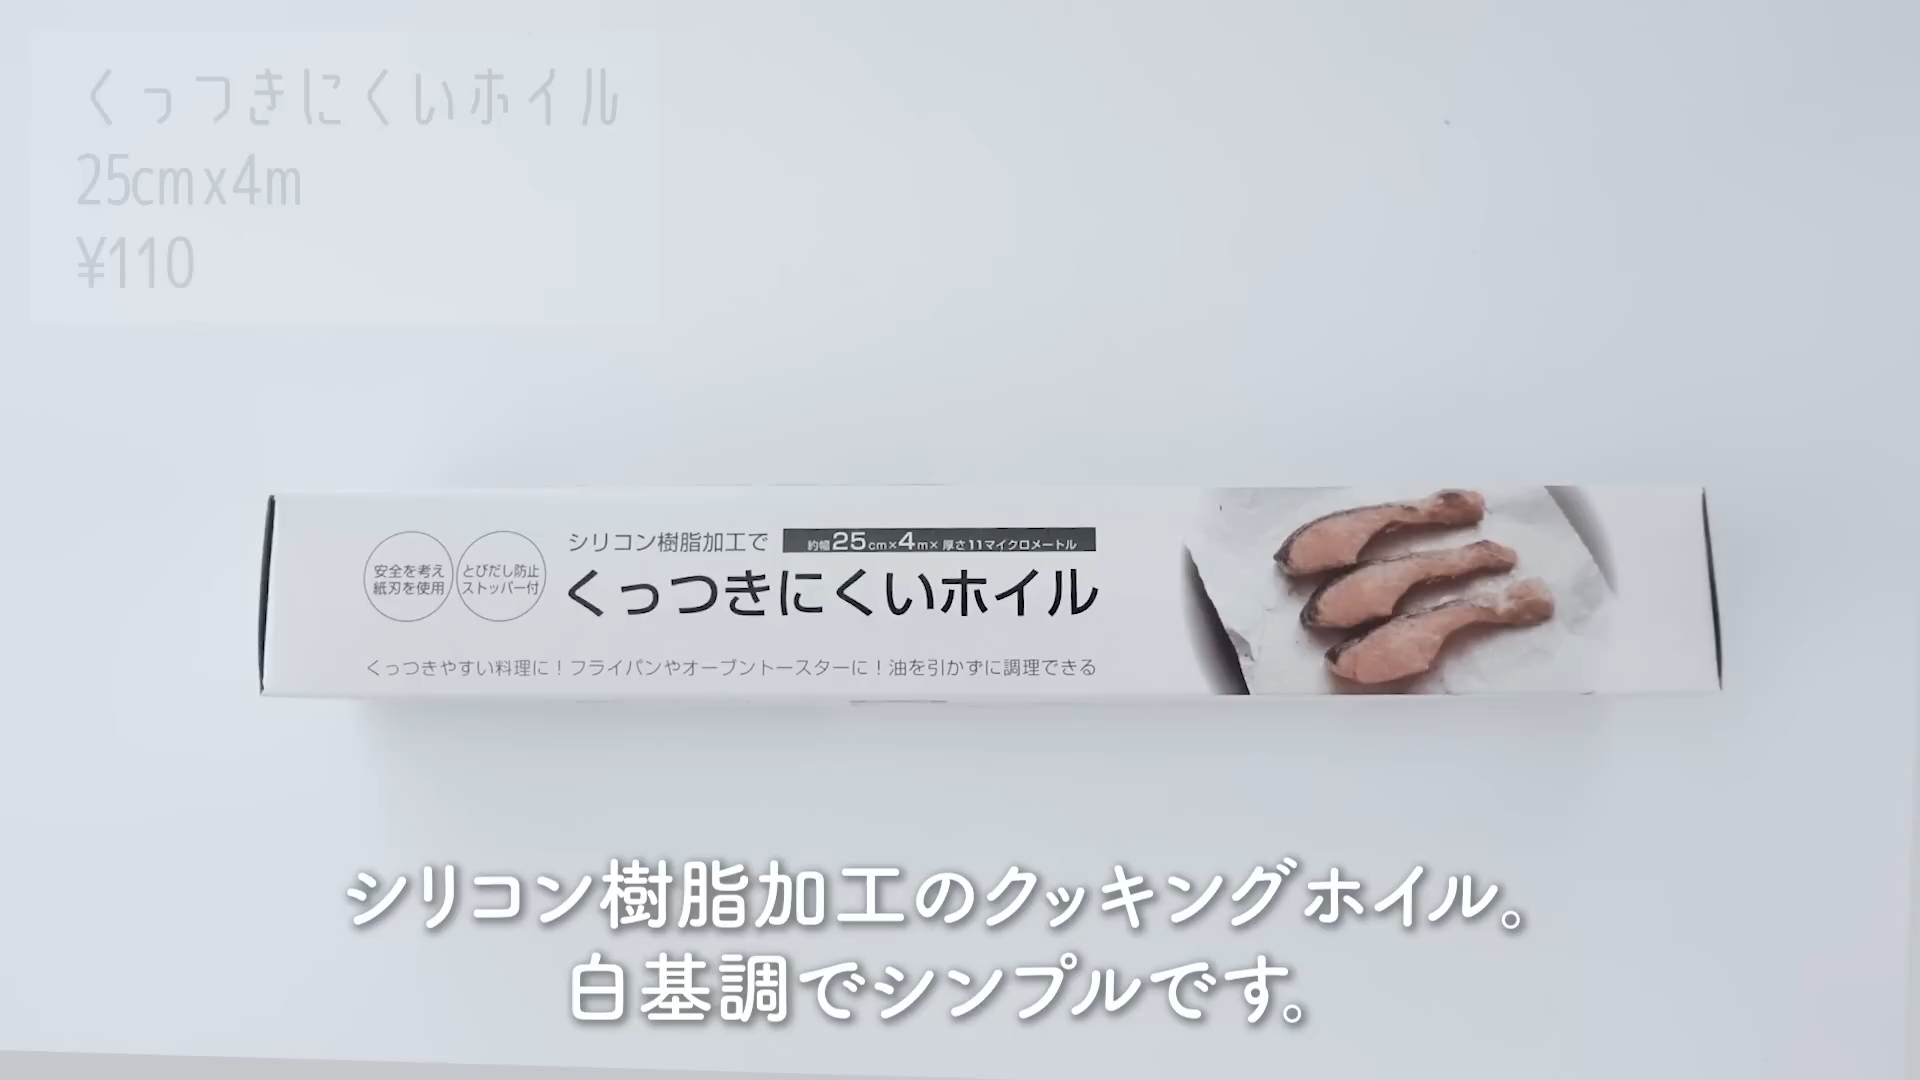 くっつきにくいホイル
25cmx4m
¥110
安全を考え
紙刃を使用
とびだし防止
ストッパー付
シリコン樹脂加工で
約幅25cm×4m×厚さ11マイクロメートル
くっつきにくいホイル
くっつきやすい料理に！フライパンやオーブントースターに！油を引かずに調理できる
シリコン樹脂加工のクッキングホイル。
白基調でシンプルです。